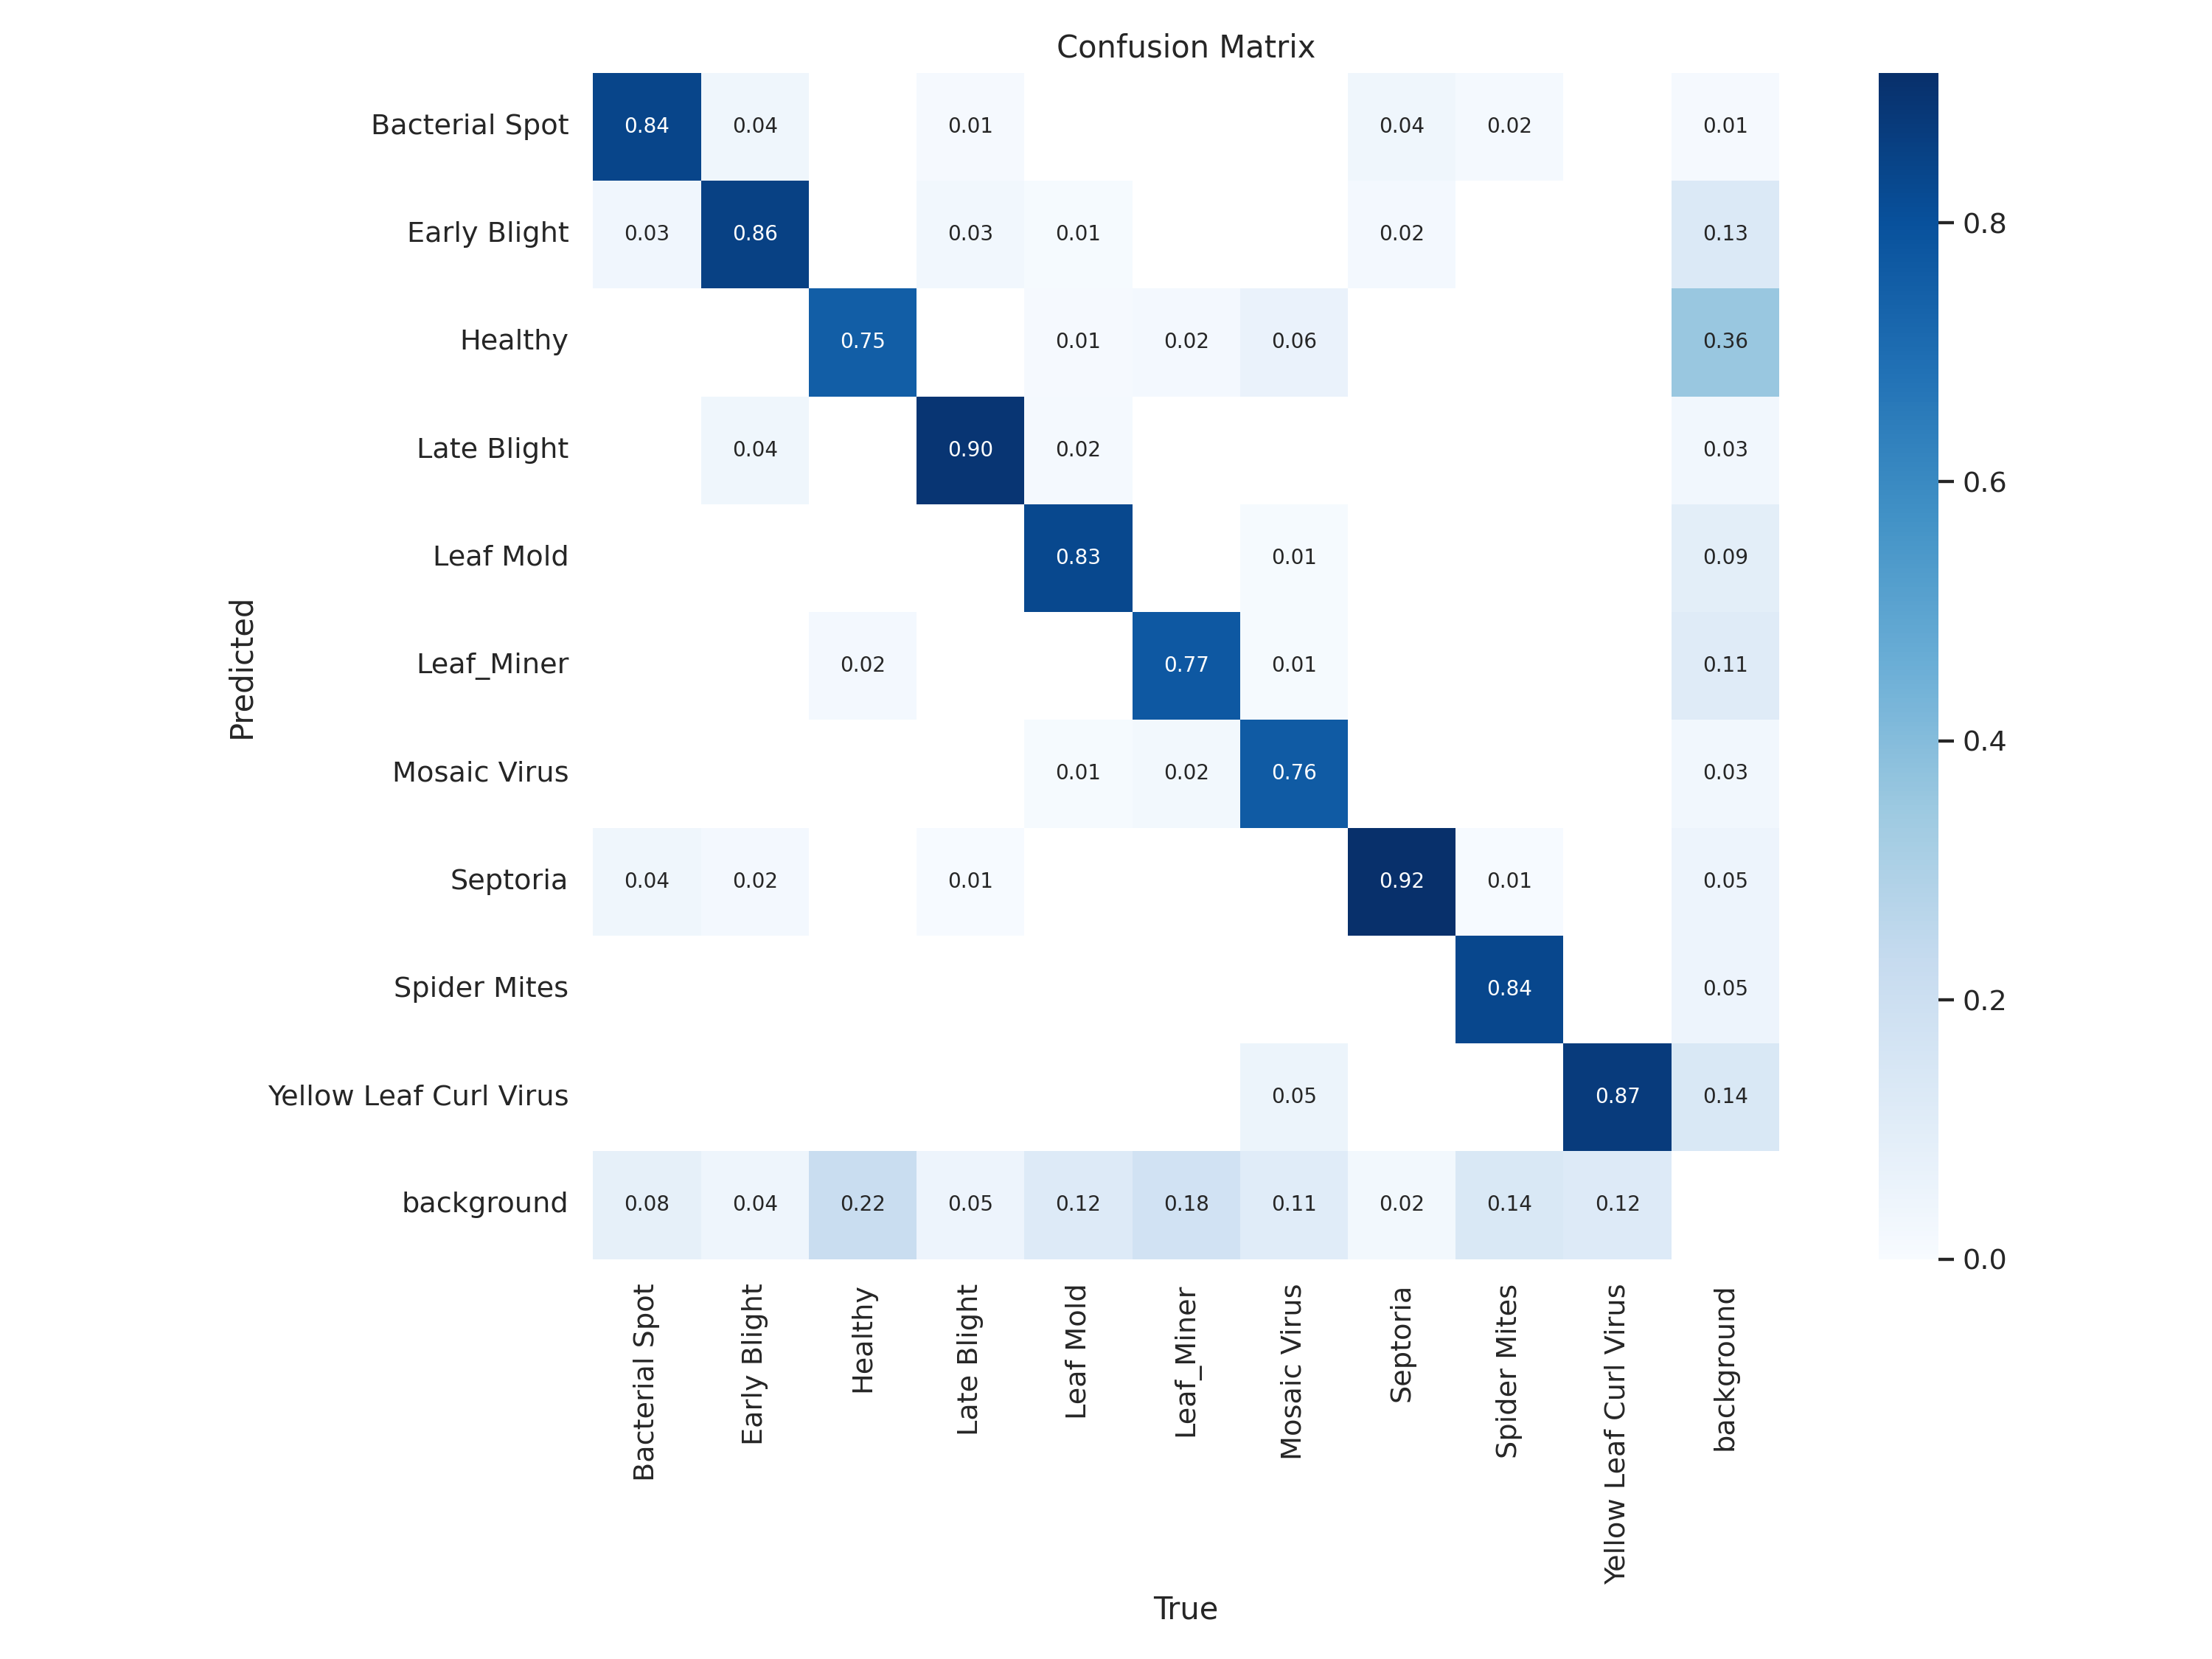 Confusion Matrix
Bacterial Spot 0.84 0.04 0.01 0.04 0.02 0.01
Early Blight 0.03 0.86 0.03 0.01 0.02 0.13
0.8
Healthy 0.75 0.01 0.02 0.06 0.36
Late Blight 0.04 0.90 0.02 0.03
0.6
Leaf Mold 0.83 0.01 0.09
Predicted
Leaf_Miner 0.02 0.77 0.01 0.11
0.4
Mosaic Virus 0.01 0.02 0.76 0.03
Septoria 0.04 0.02 0.01 0.92 0.01 0.05
Spider Mites 0.84 0.05
0.2
Yellow Leaf Curl Virus 0.05 0.87 0.14
background 0.08 0.04 0.22 0.05 0.12 0.18 0.11 0.02 0.14 0.12
0.0
Bacterial Spot
Early Blight
Healthy
Late Blight
Leaf Mold
Leaf_Miner
Mosaic Virus
Septoria
Spider Mites
Yellow Leaf Curl Virus
background
True